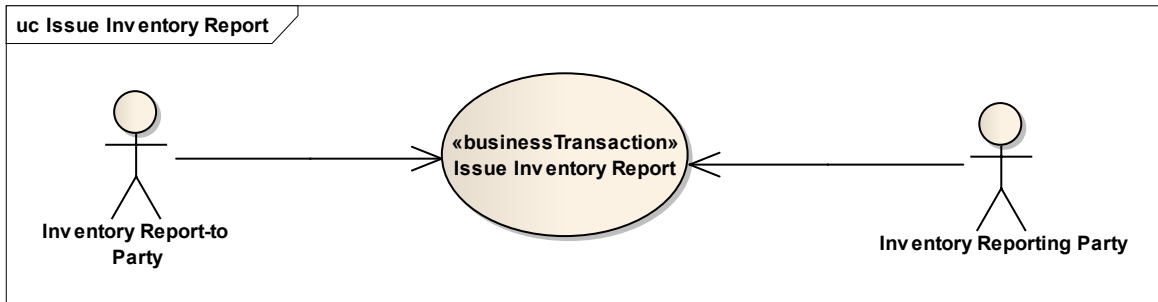 uc Issue Inventory Report
«businessTransaction»
Issue Inventory Report
Inventory Report-to
Party
Inventory Reporting Party